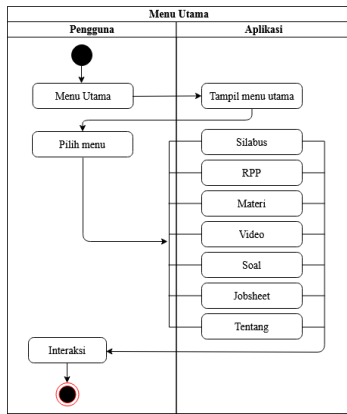 Menu Utama
Pengguna
Aplikasi
Menu Utama
Tampil menu utama
Pilih menu
Silabus
RPP
Materi
Video
Soal
Jobsheet
Tentang
Interaksi